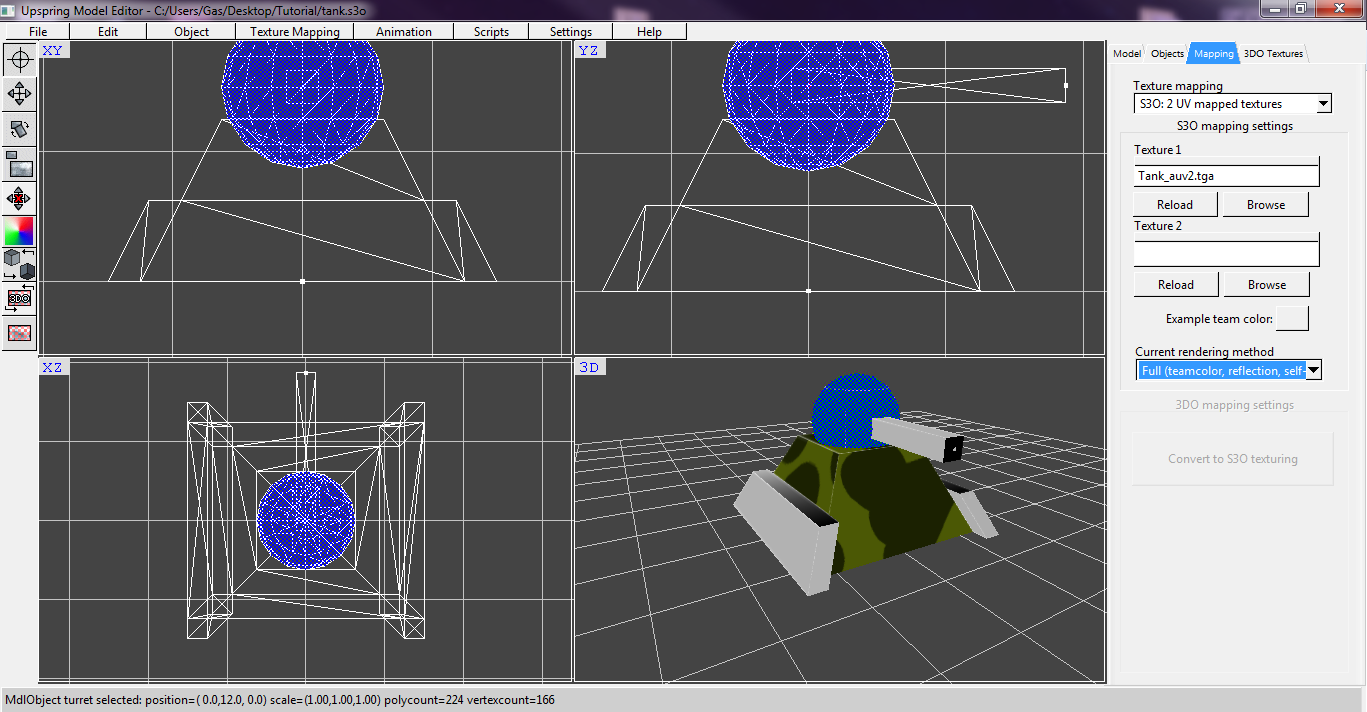 Upspring Model Editor - C:/Users/Gas/Desktop/Tutorial/tank.s3o
File Edit Object Texture Mapping Animation Scripts Settings Help
XY
YZ
XZ
3D
3DO
Model Objects Mapping 3DO Textures
Texture mapping
S3O: 2 UV mapped textures
S3O mapping settings
Texture 1
Tank_auv2.tga
Reload Browse
Texture 2
Reload Browse
Example team color:
Current rendering method
Full (teamcolor, reflection, self-
3DO mapping settings
Convert to S3O texturing
MdlObject turret selected: position=( 0.0,12.0, 0.0) scale=(1.00,1.00,1.00) polycount=224 vertexcount=166